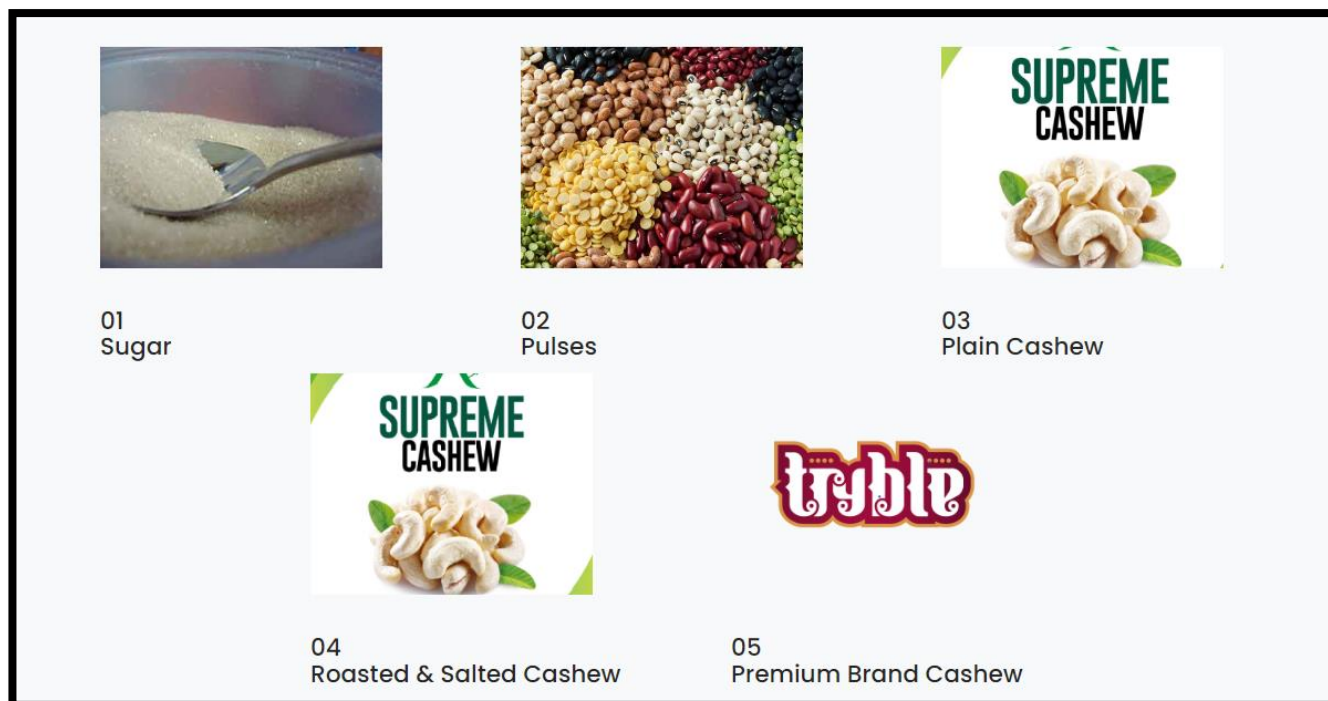 SUPREME
CASHEW
01
Sugar
02
Pulses
03
Plain Cashew
SUPREME
CASHEW
tryble
04
Roasted & Salted Cashew
05
Premium Brand Cashew